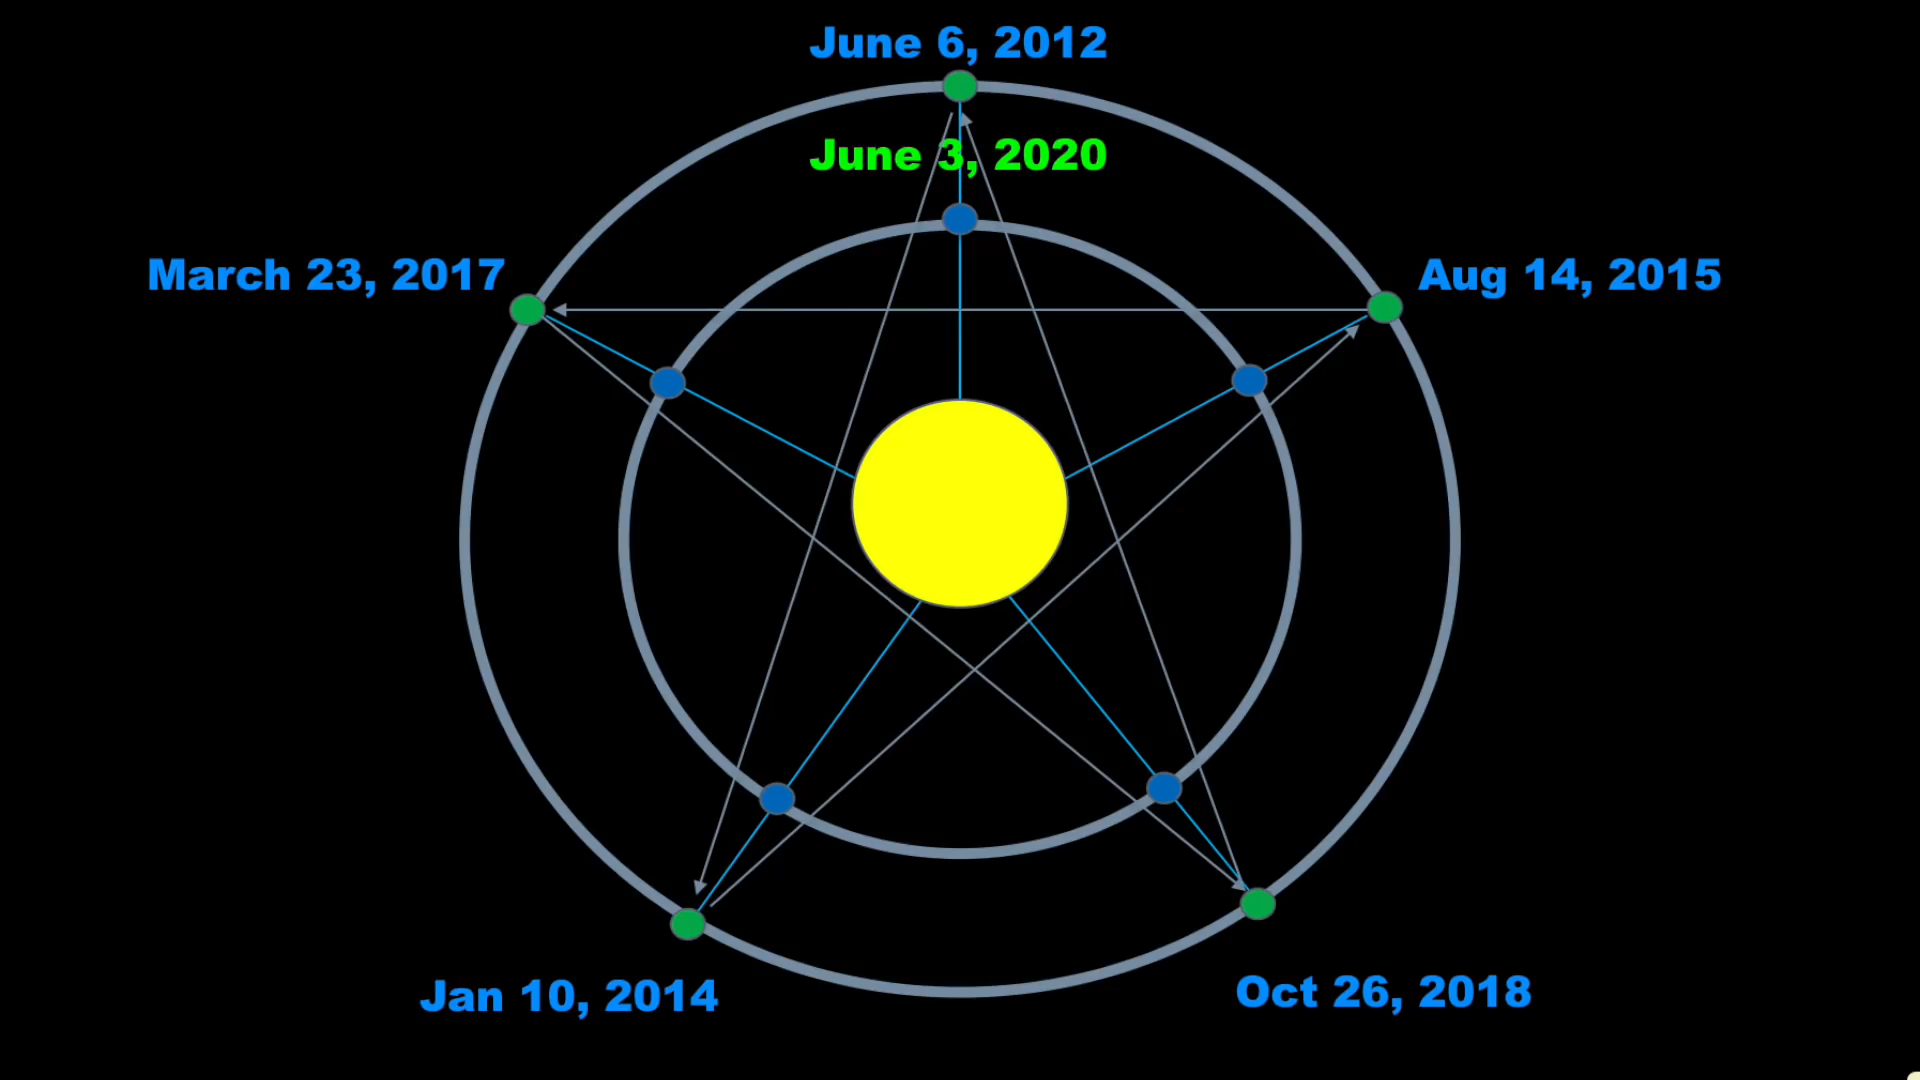 June 6, 2012
June 3, 2020
March 23, 2017
Aug 14, 2015
Jan 10, 2014
Oct 26, 2018